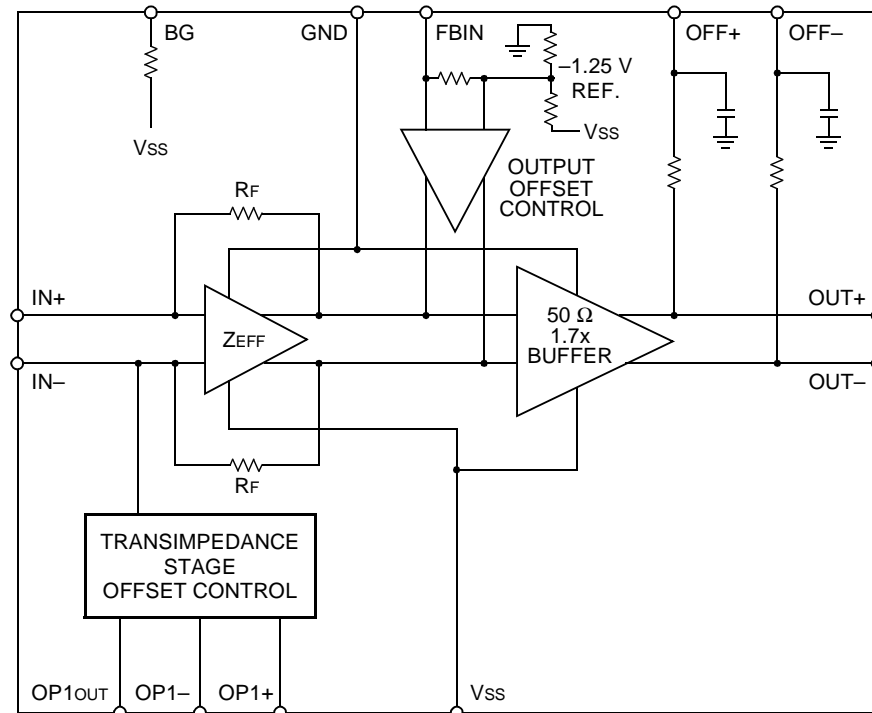 BG
GND
FBIN
OFF+
OFF–
–1.25 V
REF.
VSS
VSS
OUTPUT
OFFSET
CONTROL
RF
IN+
OUT+
ZEFF
50 Ω
1.7x
BUFFER
IN–
OUT–
RF
TRANSIMPEDANCE
STAGE
OFFSET CONTROL
OP1OUT
OP1–
OP1+
VSS